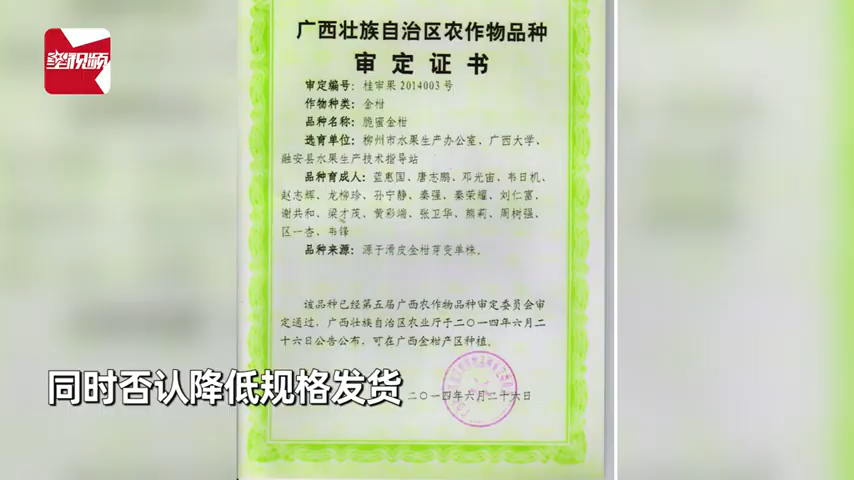 星视频
广西壮族自治区农作物品种
审定证书
审定编号：桂审果 2014003 号
作物种类：金柑
品种名称：脆蜜金柑
选育单位：柳州市水果生产办公室、广西大学、
融安县水果生产技术指导站
品种育成人：蓝惠国、唐志鹏、邓光宙、韦日机、
赵志辉、龙柳珍、孙宁静、秦强、秦荣耀、刘仁富、
谢共和、梁才茂、黄彩端、张卫华、熊莉、周树强、
区一杏、韦锋
品种来源：源于滑皮金柑芽变单株。
该品种已经第五届广西农作物品种审定委员会审
定通过，广西壮族自治区农业厅于二〇一四年六月二
十六日公告公布，可在广西金柑产区种植。
同时否认降低规格发货
二〇一四年六月二十六日